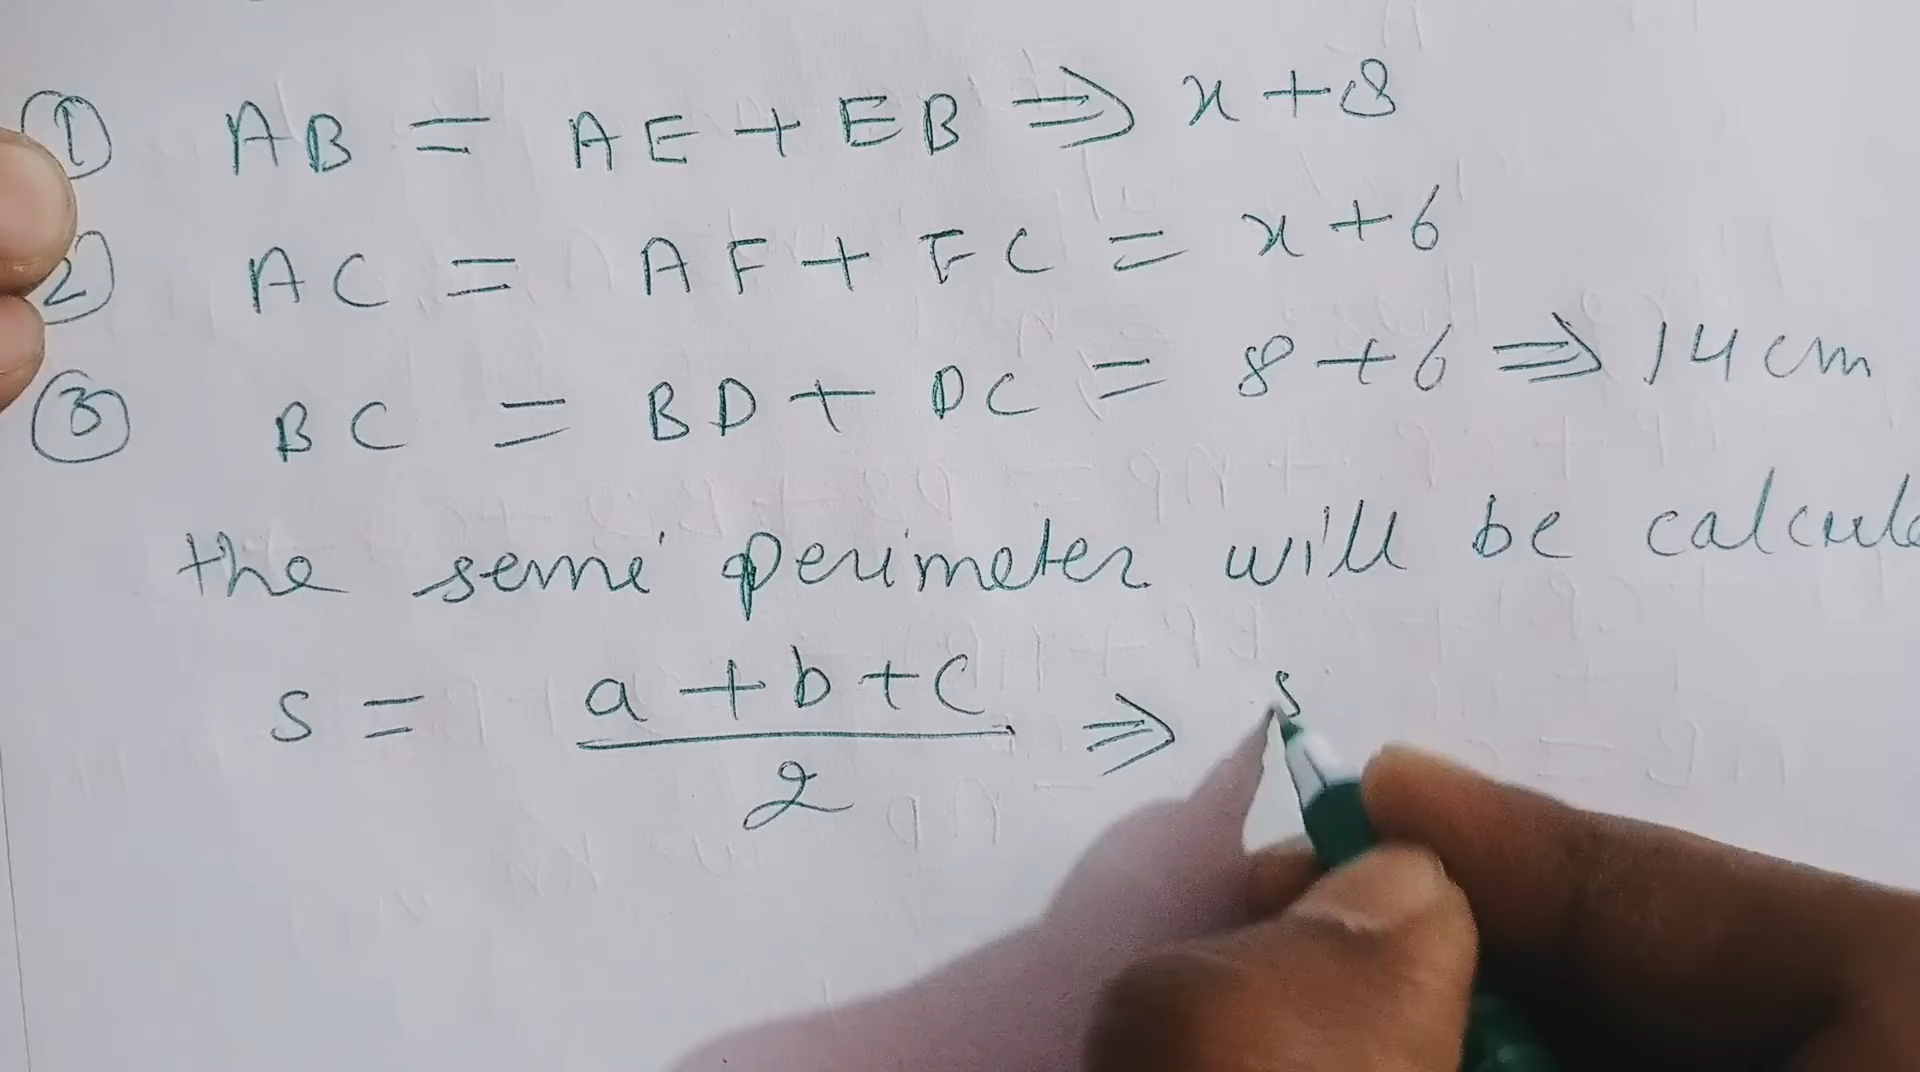 ① AB = AE + EB ⇒ x + 8
② AC = AF + FC = x + 6
③ BC = BD + DC = 8 + 6 ⇒ 14 cm
the semi perimeter will be
s = a + b + c / 2 ⇒ s